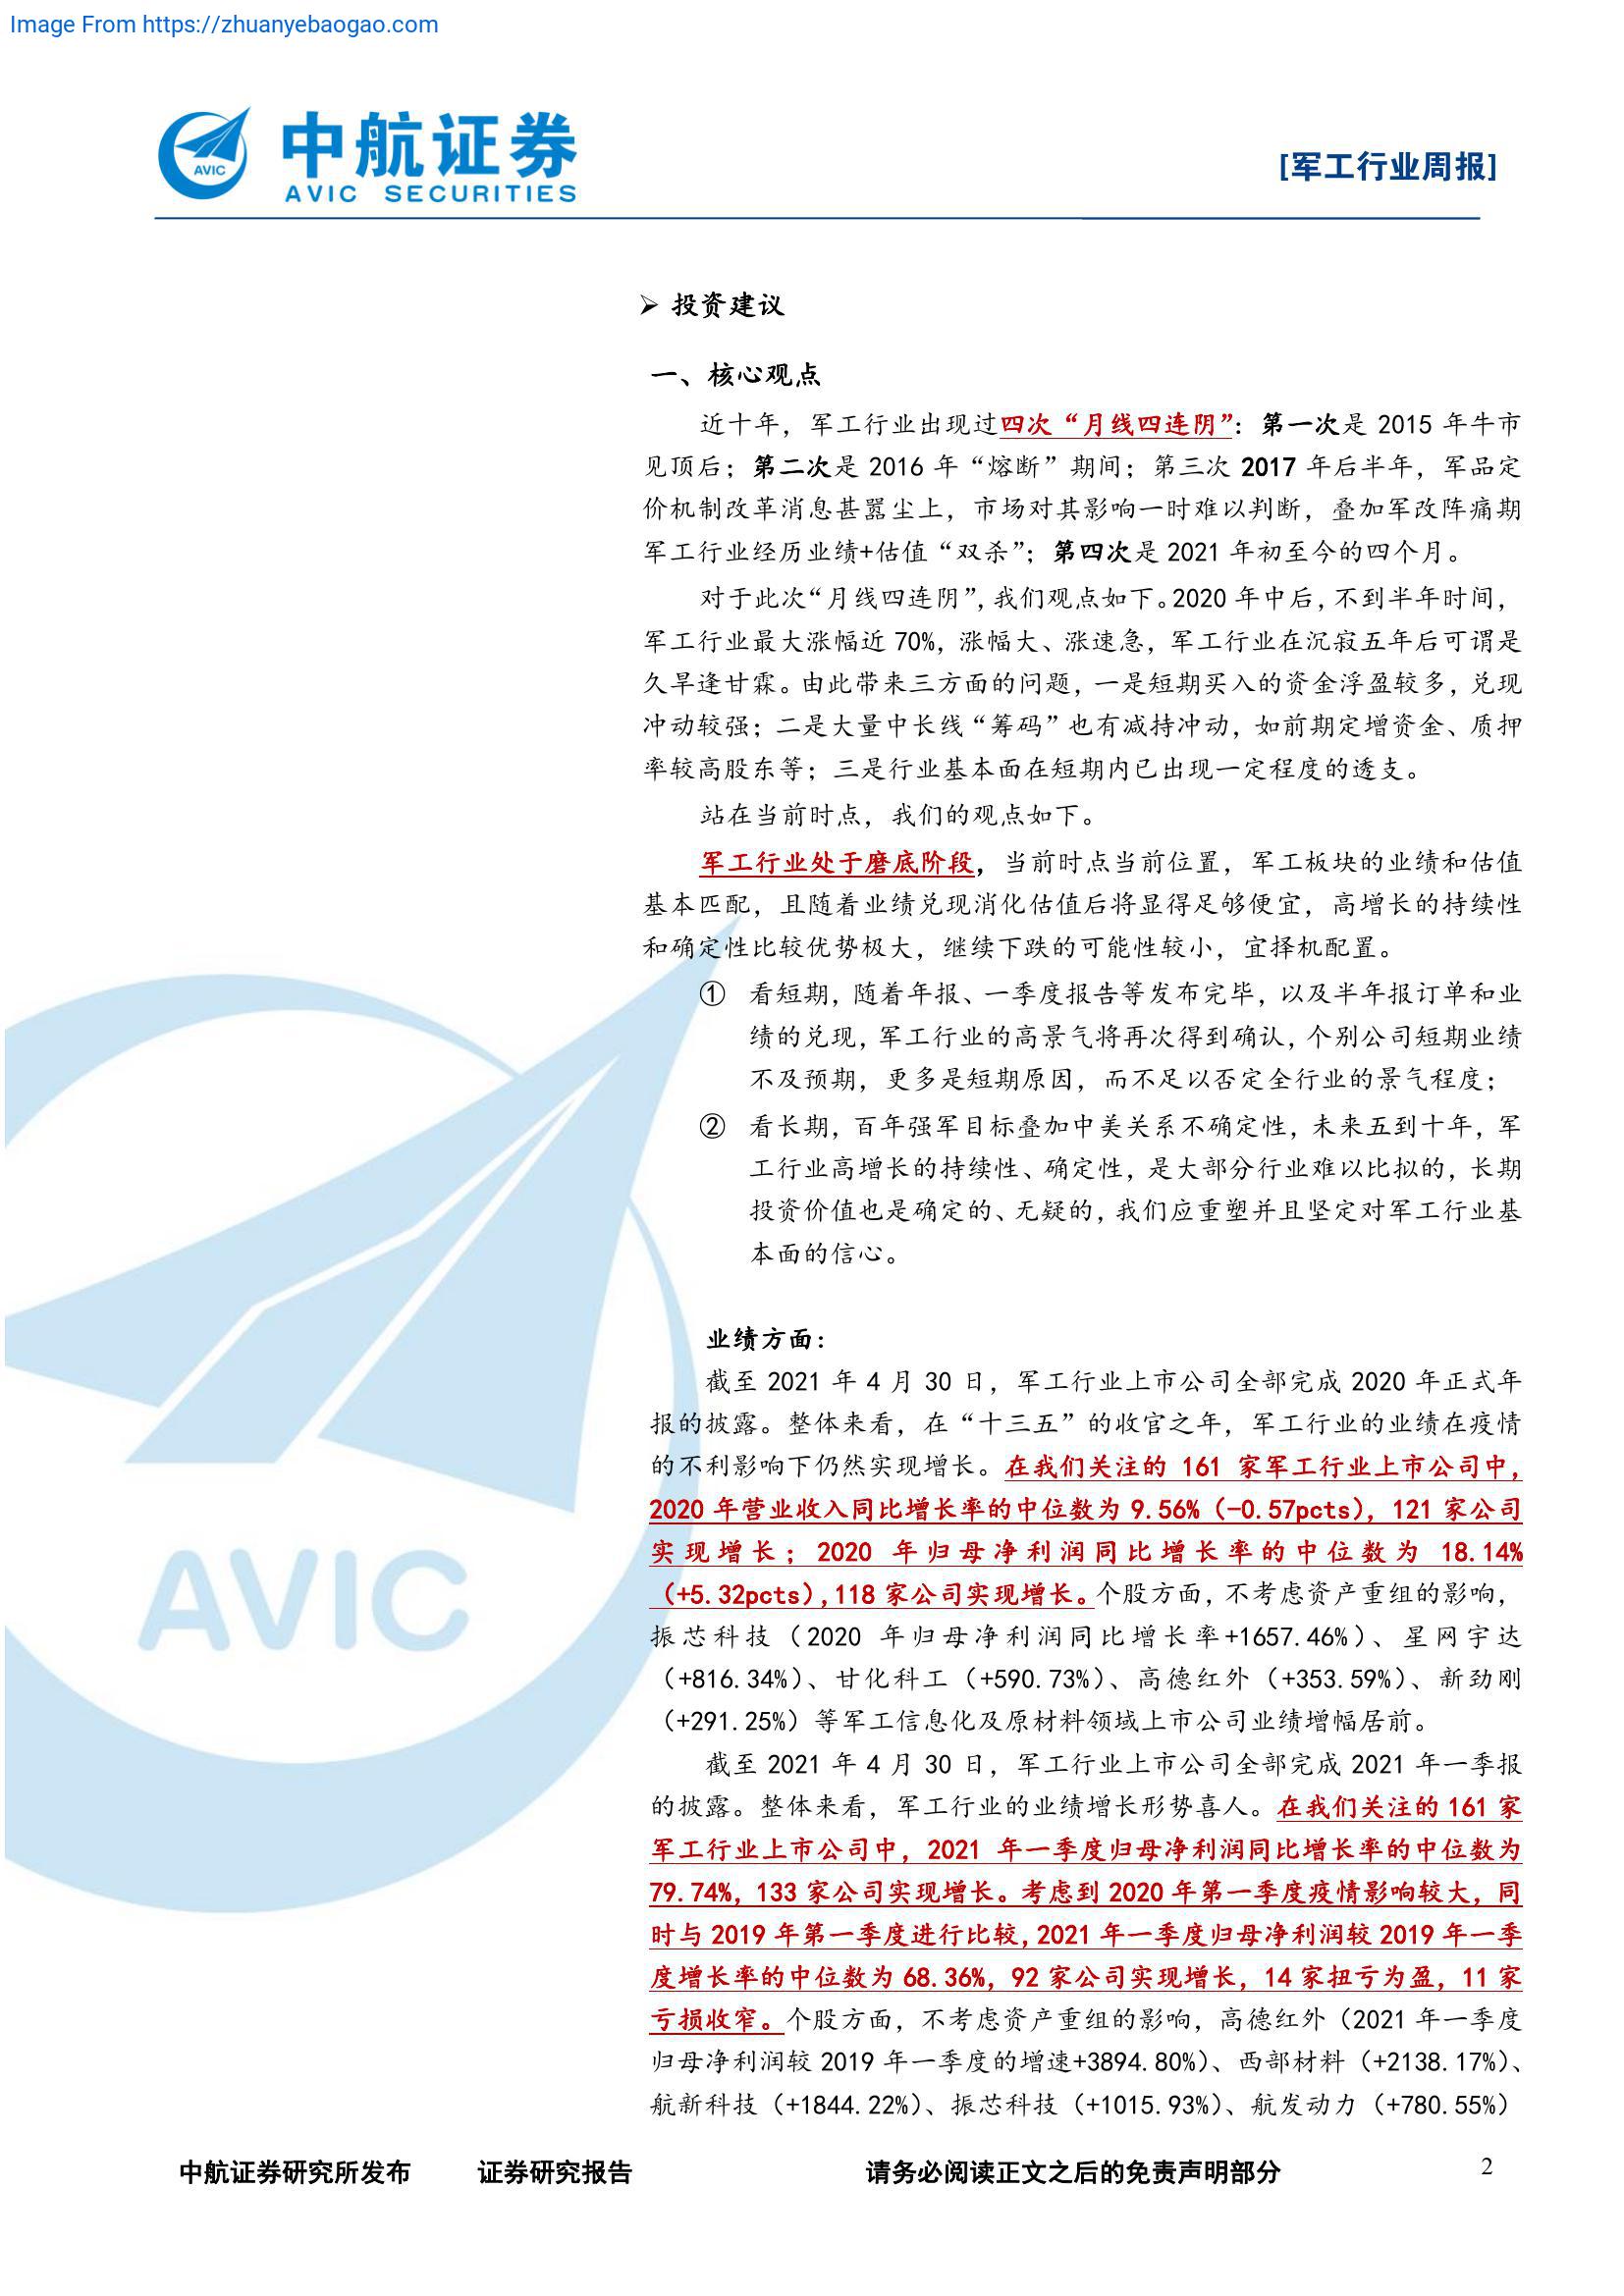 Image From https://zhuanyebaogao.com
AVIC
中航证券
AVIC SECURITIES
[军工行业周报]
➢ 投资建议
一、核心观点
近十年，军工行业出现过四次“月线四连阴”：第一次是 2015 年牛市
见顶后；第二次是 2016 年“熔断”期间；第三次 2017 年后半年，军品定
价机制改革消息甚嚣尘上，市场对其影响一时难以判断，叠加军改阵痛期
军工行业经历业绩+估值“双杀”；第四次是 2021 年初至今的四个月。
对于此次“月线四连阴”，我们观点如下。2020 年中后，不到半年时间，
军工行业最大涨幅近 70%，涨幅大、涨速急，军工行业在沉寂五年后可谓是
久旱逢甘霖。由此带来三方面的问题，一是短期买入的资金浮盈较多，兑现
冲动较强；二是大量中长线“筹码”也有减持冲动，如前期定增资金、质押
率较高股东等；三是行业基本面在短期内已出现一定程度的透支。
站在当前时点，我们的观点如下。
军工行业处于磨底阶段，当前时点当前位置，军工板块的业绩和估值
基本匹配，且随着业绩兑现消化估值后将显得足够便宜，高增长的持续性
和确定性比较优势极大，继续下跌的可能性较小，宜择机配置。
① 看短期，随着年报、一季度报告等发布完毕，以及半年报订单和业
绩的兑现，军工行业的高景气将再次得到确认，个别公司短期业绩
不及预期，更多是短期原因，而不足以否定全行业的景气程度；
② 看长期，百年强军目标叠加中美关系不确定性，未来五到十年，军
工行业高增长的持续性、确定性，是大部分行业难以比拟的，长期
投资价值也是确定的、无疑的，我们应重塑并且坚定对军工行业基
本面的信心。
业绩方面：
截至 2021 年 4 月 30 日，军工行业上市公司全部完成 2020 年正式年
报的披露。整体来看，在“十三五”的收官之年，军工行业的业绩在疫情
的不利影响下仍然实现增长。在我们关注的 161 家军工行业上市公司中，
2020 年营业收入同比增长率的中位数为 9.56%（-0.57pcts），121 家公司
实现增长；2020 年归母净利润同比增长率的中位数为 18.14%
（+5.32pcts），118 家公司实现增长。个股方面，不考虑资产重组的影响，
振芯科技（2020 年归母净利润同比增长率+1657.46%）、星网宇达
（+816.34%）、甘化科工（+590.73%）、高德红外（+353.59%）、新劲刚
（+291.25%）等军工信息化及原材料领域上市公司业绩增幅居前。
截至 2021 年 4 月 30 日，军工行业上市公司全部完成 2021 年一季报
的披露。整体来看，军工行业的业绩增长形势喜人。在我们关注的 161 家
军工行业上市公司中，2021 年一季度归母净利润同比增长率的中位数为
79.74%，133 家公司实现增长。考虑到 2020 年第一季度疫情影响较大，同
时与 2019 年第一季度进行比较，2021 年一季度归母净利润较 2019 年一季
度增长率的中位数为 68.36%，92 家公司实现增长，14 家扭亏为盈，11 家
亏损收窄。个股方面，不考虑资产重组的影响，高德红外（2021 年一季度
归母净利润较 2019 年一季度的增速+3894.80%）、西部材料（+2138.17%）、
航新科技（+1844.22%）、振芯科技（+1015.93%）、航发动力（+780.55%）
AVIC
中航证券研究所发布 证券研究报告 请务必阅读正文之后的免责声明部分 2